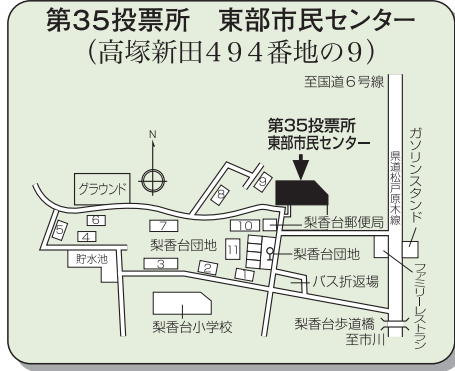 第35投票所　東部市民センター
(高塚新田494番地の9)
至国道6号線
第35投票所
東部市民センター
N
県道松戸原木線
ガソリンスタンド
グラウンド
9
8
梨香台郵便局
5
6
7
10
4
梨香台団地
11
梨香台団地
貯水池
3
2
1
バス折返場
ファミリーレストラン
梨香台小学校
梨香台歩道橋
至市川